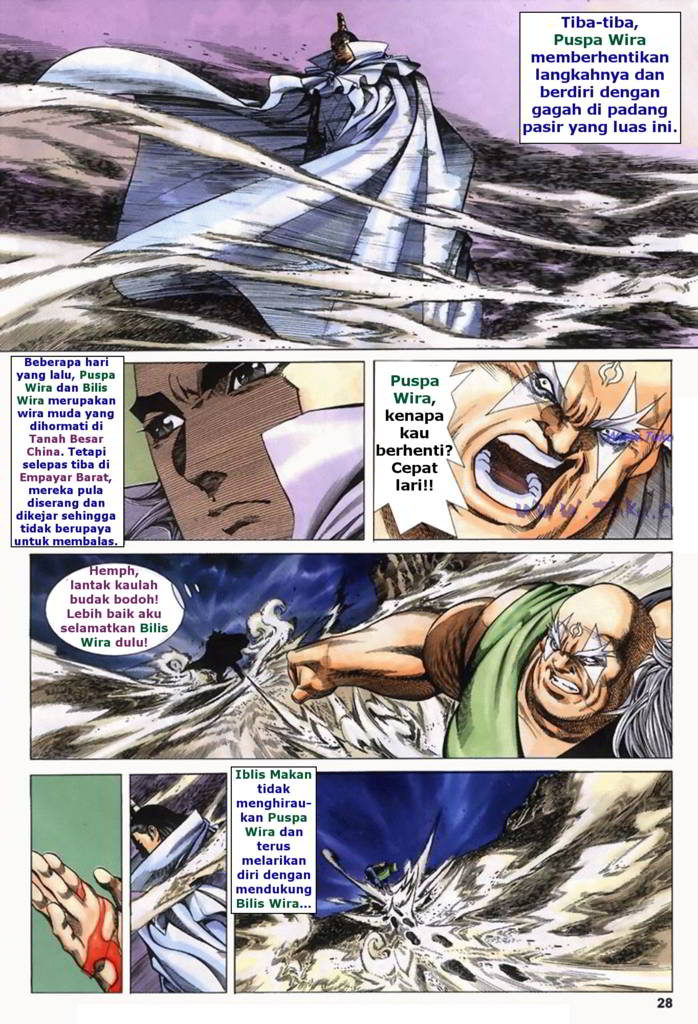 Tiba-tiba,
Puspa Wira
memberhentikan
langkahnya dan
berdiri dengan
gagah di padang
pasir yang luas ini.
Beberapa hari
yang lalu, Puspa
Wira dan Bilis
Wira merupakan
wira muda yang
dihormati di
Tanah Besar
China. Tetapi
selepas tiba di
Empayar Barat,
mereka pula
diserang dan
dikejar sehingga
tidak berupaya
untuk membalas.
Puspa
Wira,
kenapa
kau
berhenti?
Cepat
lari!!
Hemph,
lantak kaulah
budak bodoh!
Lebih baik aku
selamatkan Bilis
Wira dulu!
Iblis Makan
tidak
menghirau-
kan Puspa
Wira dan
terus
melarikan
diri dengan
mendukung
Bilis Wira...
28